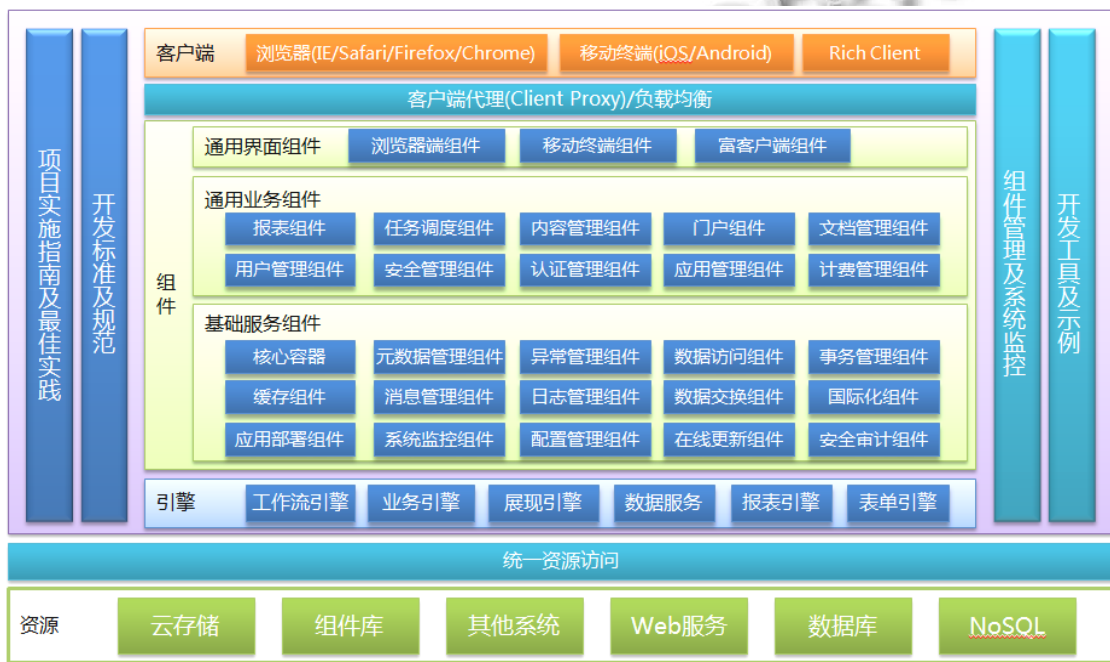 项目实施指南及最佳实践
开发标准及规范
客户端
浏览器(IE/Safari/Firefox/Chrome)
移动终端(iOS/Android)
Rich Client
客户端代理(Client Proxy)/负载均衡
组件
通用界面组件
浏览器端组件
移动终端组件
富客户端组件
通用业务组件
报表组件
任务调度组件
内容管理组件
门户组件
文档管理组件
用户管理组件
安全管理组件
认证管理组件
应用管理组件
计费管理组件
基础服务组件
核心容器
元数据管理组件
异常管理组件
数据访问组件
事务管理组件
缓存组件
消息管理组件
日志管理组件
数据交换组件
国际化组件
应用部署组件
系统监控组件
配置管理组件
在线更新组件
安全审计组件
引擎
工作流引擎
业务引擎
展现引擎
数据服务
报表引擎
表单引擎
组件管理及系统监控
开发工具及示例
统一资源访问
资源
云存储
组件库
其他系统
Web服务
数据库
NoSQL